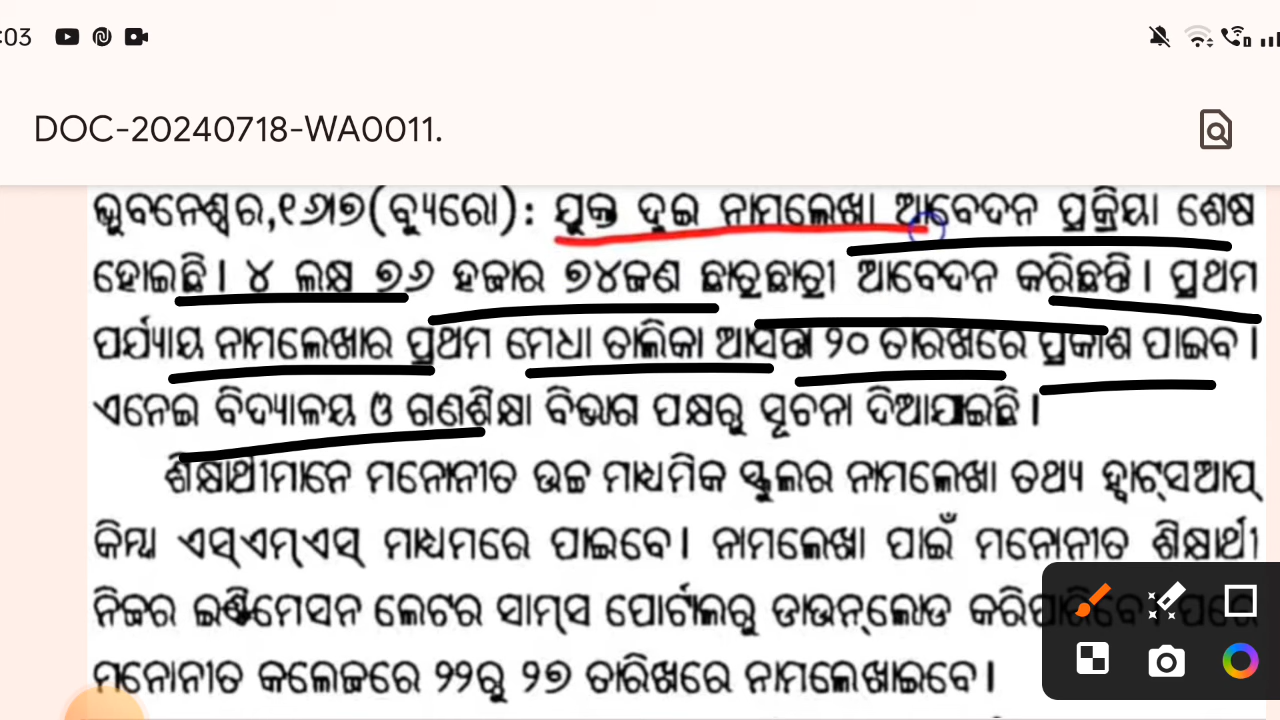 :03
DOC-20240718-WA0011.
ଭୁବନେଶ୍ୱର,୧୬ା୭(ବ୍ୟୁରୋ): ଯୁକ୍ତ ଦୁଇ ନାମଲେଖା ଆବେଦନ ପ୍ରକ୍ରିୟା ଶେଷ
ହୋଇଛି। ୪ ଲକ୍ଷ ୭୬ ହଜାର ୭୪ଜଣ ଛାତ୍ରଛାତ୍ରୀ ଆବେଦନ କରିଛନ୍ତି। ପ୍ରଥମ
ପର୍ଯ୍ୟାୟ ନାମଲେଖାର ପ୍ରଥମ ମେଧା ତାଲିକା ଆସନ୍ତା ୨୦ ତାରଖରେ ପ୍ରକାଶ ପାଇବ।
ଏନେଇ ବିଦ୍ୟାଳୟ ଓ ଗଣଶିକ୍ଷା ବିଭାଗ ପକ୍ଷରୁ ସୂଚନା ଦିଆଯାଇଛି।
ଶିକ୍ଷାର୍ଥୀମାନେ ମନୋନୀତ ଉଚ୍ଚ ମାଧ୍ୟମିକ ସ୍କୁଲର ନାମଲେଖା ତଥ୍ୟ ହ୍ୱାଟ୍ସଆପ୍
କିମ୍ୱା ଏସ୍ଏମ୍ଏସ୍ ମାଧ୍ୟମରେ ପାଇବେ। ନାମଲେଖା ପାଇଁ ମନୋନୀତ ଶିକ୍ଷାର୍ଥୀ
ନିଜର ଇଣ୍ଟିମେସନ ଲେଟର ସାମ୍ସ ପୋର୍ଟାଲରୁ ଡାଉନ୍‌ଲୋଡ କରିପାରିବେ। ପରେ
ମନୋନୀତ କଲେଜରେ ୨୨ରୁ ୨୭ ତାରିଖରେ ନାମଲେଖାଇବେ।